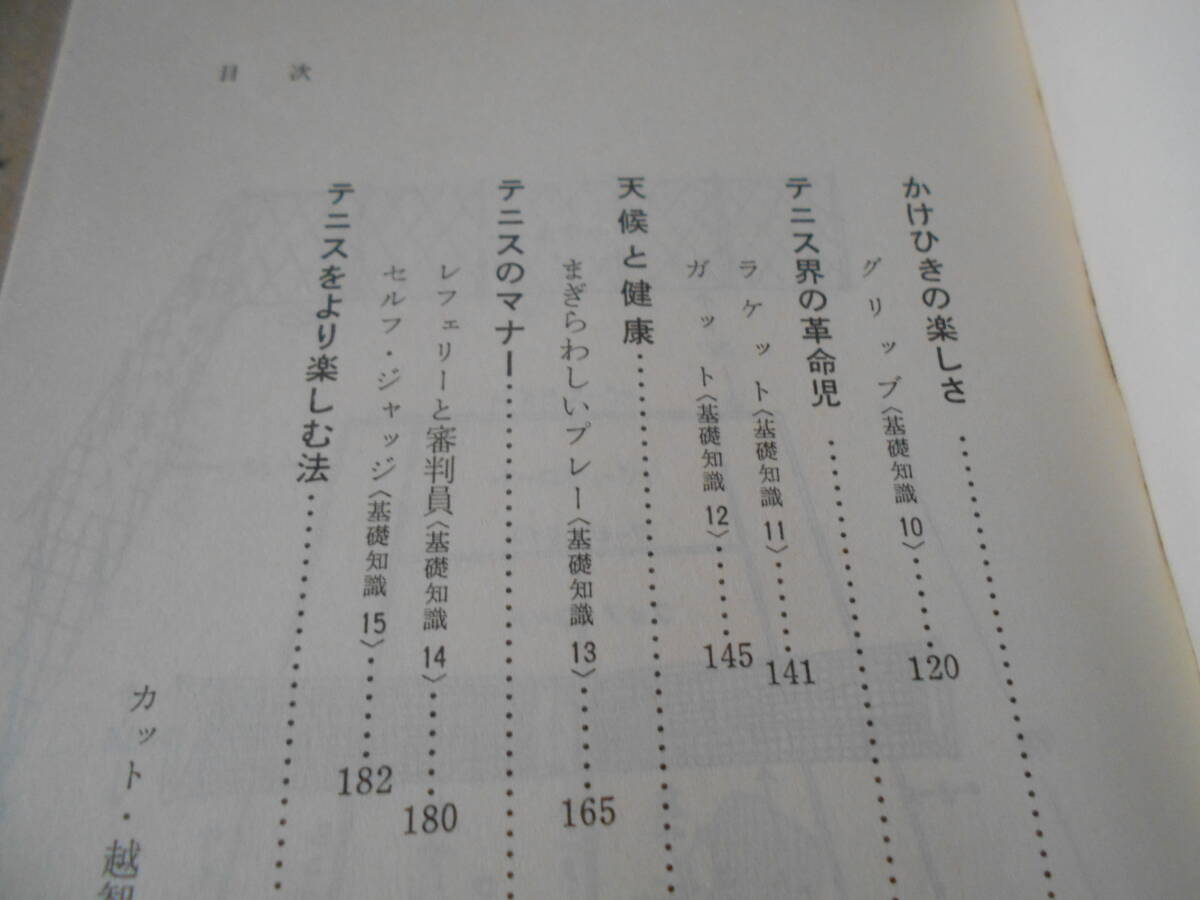 目次
かけひきの楽しさ
グリップ〈基礎知識 10〉 120
テニス界の革命児
ラケット〈基礎知識 11〉 141
ガット〈基礎知識 12〉 145
天候と健康
まぎらわしいプレー〈基礎知識 13〉 165
テニスのマナー
レフェリーと審判員〈基礎知識 14〉 180
セルフ・ジャッジ〈基礎知識 15〉 182
テニスをより楽しむ法
カット・越智